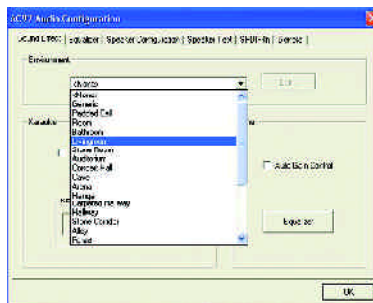 AC97 Audio Configuration
Sound Effect | Equalizer | Speaker Configuration | Speaker Test | S/PDIF-In | General
Environment
<None>
Edit
<None>
Generic
Padded Cell
Room
Bathroom
Livingroom
Stone Room
Auditorium
Concert Hall
Cave
Arena
Hangar
Carpeted Hallway
Hallway
Stone Corridor
Alley
Forest
Karaoke
Auto Gain Control
Equalizer
OK